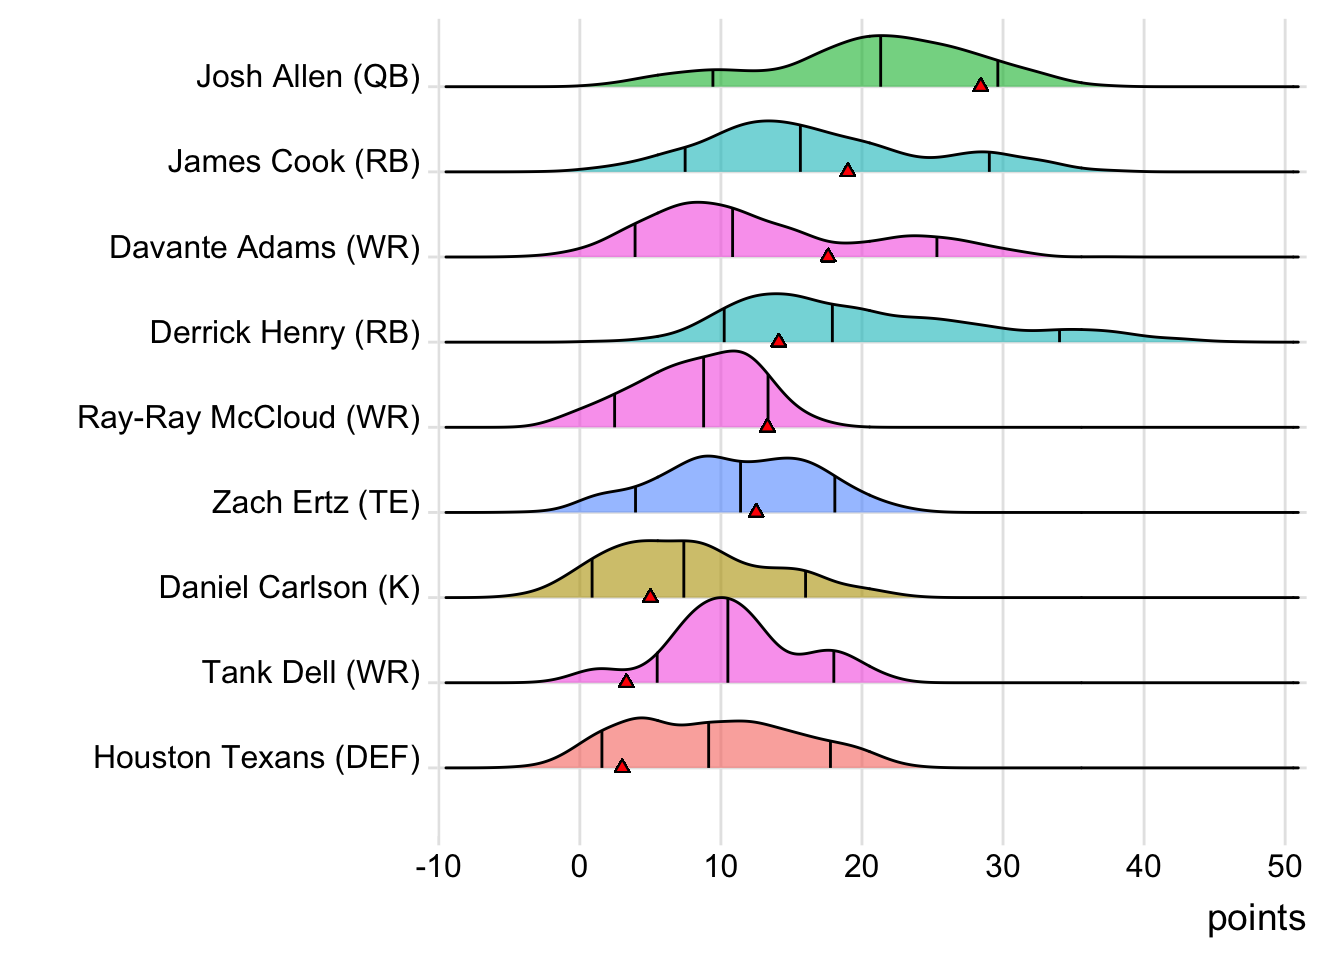 Josh Allen (QB)
James Cook (RB)
Davante Adams (WR)
Derrick Henry (RB)
Ray-Ray McCloud (WR)
Zach Ertz (TE)
Daniel Carlson (K)
Tank Dell (WR)
Houston Texans (DEF)
-10 0 10 20 30 40 50
points